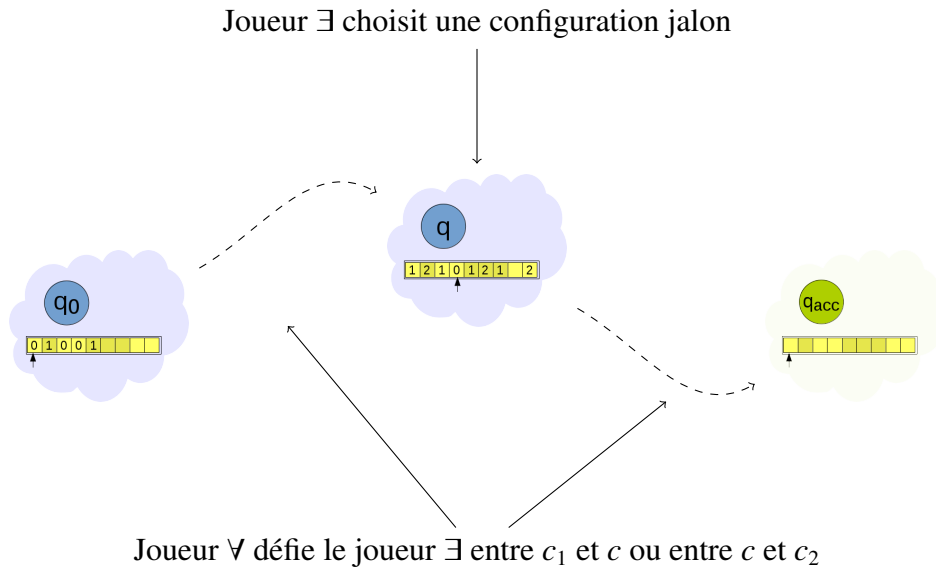 Joueur ∃ choisit une configuration jalon
q
1 2 1 0 1 2 1 2
q0
0 1 0 0 1
qacc
Joueur ∀ défie le joueur ∃ entre c1 et c ou entre c et c2